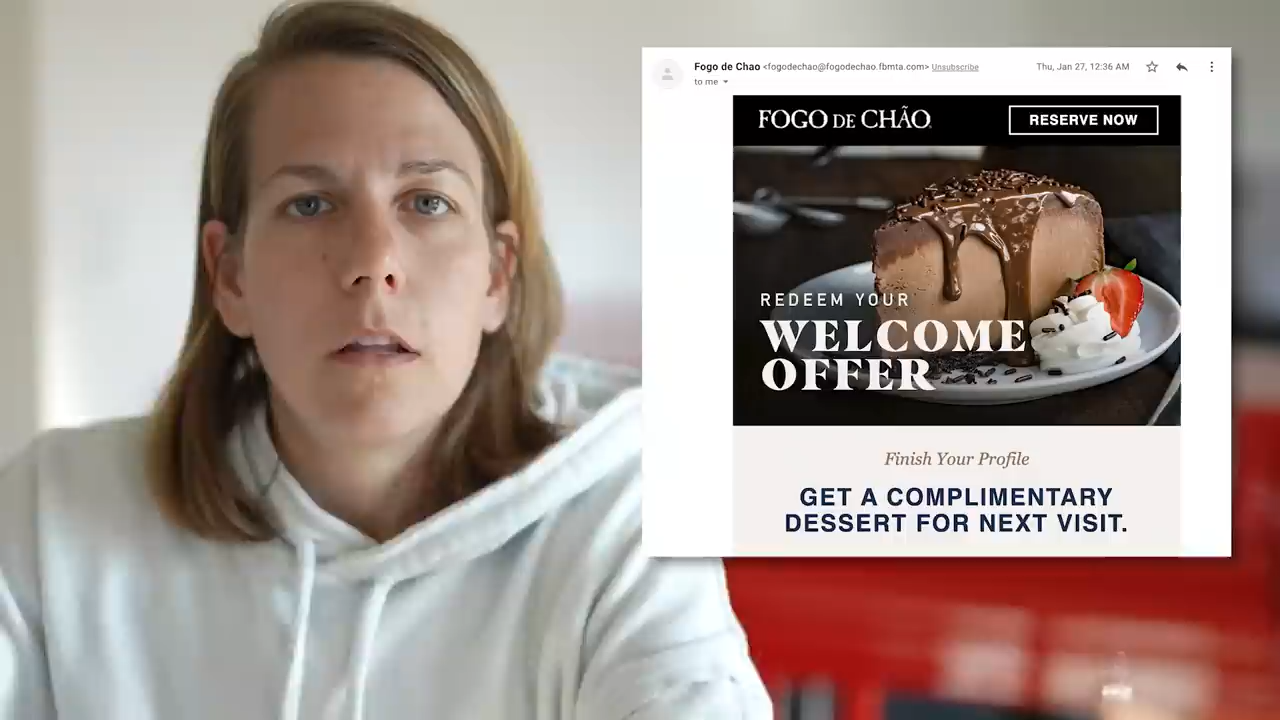 Fogo de Chao <fogodechao@fogodechao.fbmta.com> Unsubscribe Thu, Jan 27, 12:36 AM
to me
FOGO DE CHÃO RESERVE NOW
REDEEM YOUR
WELCOME
OFFER
Finish Your Profile
GET A COMPLIMENTARY
DESSERT FOR NEXT VISIT.